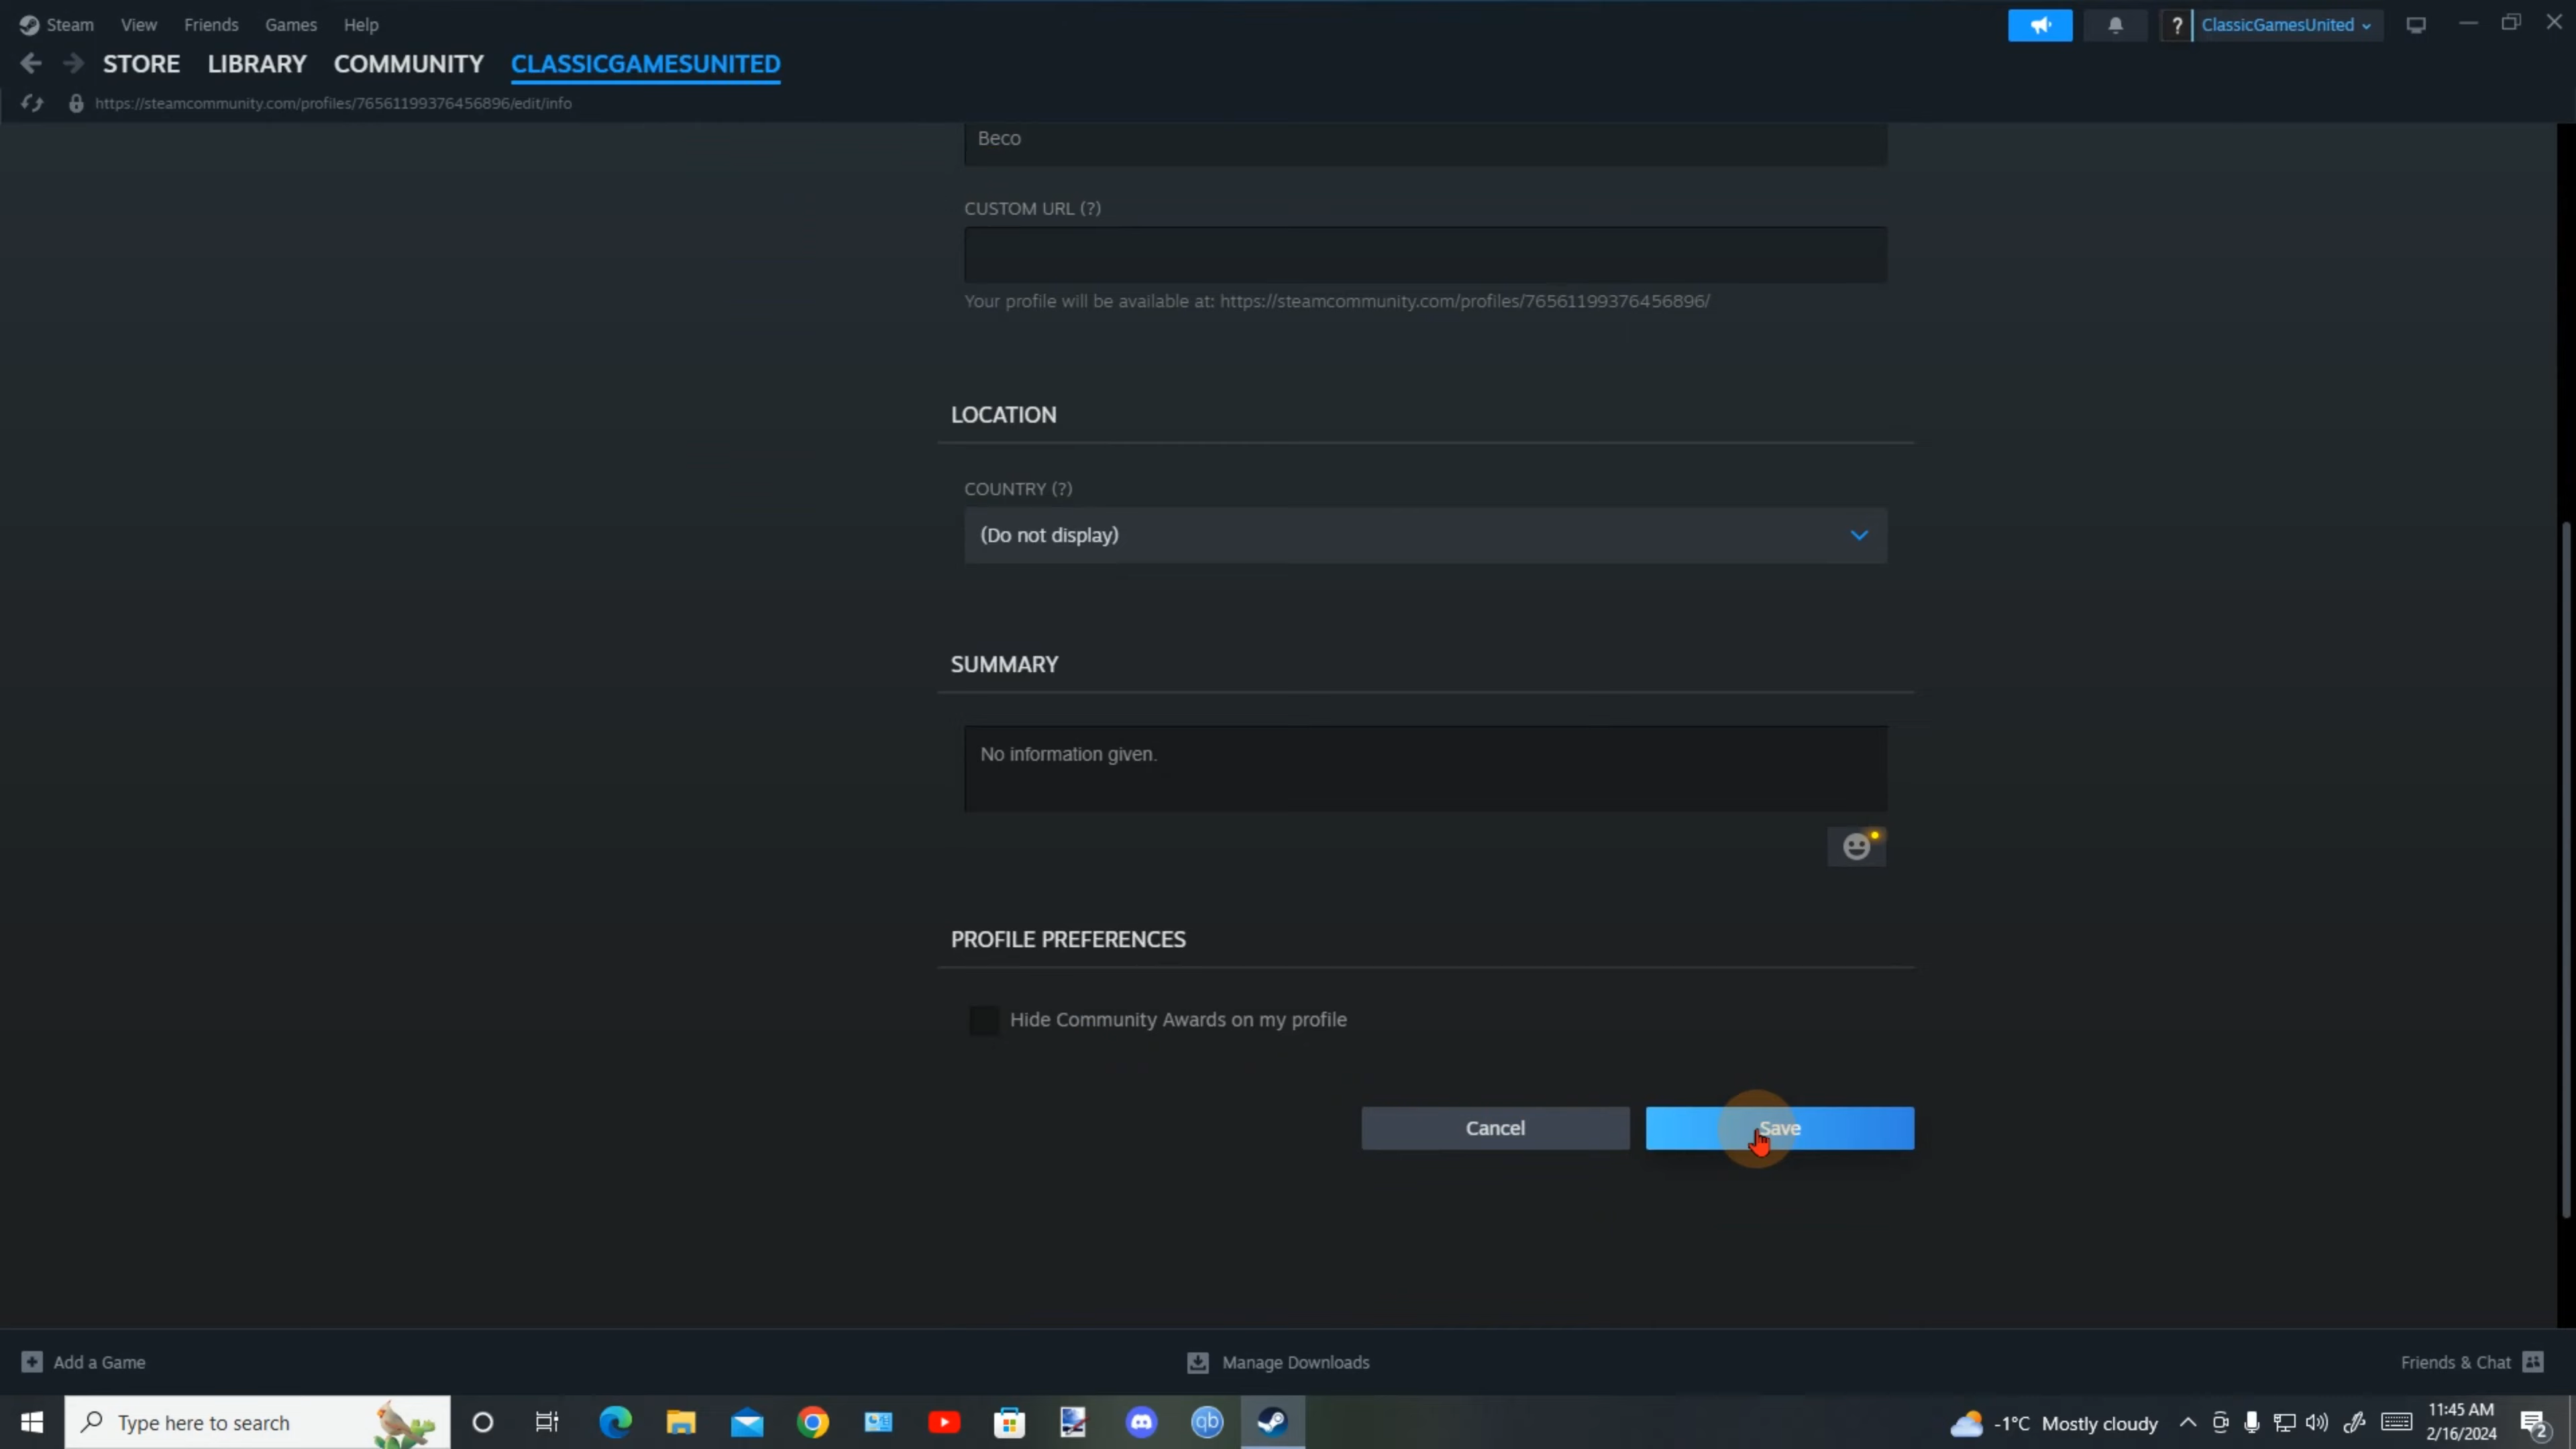 Steam View Friends Games Help
? ClassicGamesUnited
STORE LIBRARY COMMUNITY CLASSICGAMESUNITED
https://steamcommunity.com/profiles/76561199376456896/edit/info
Beco
CUSTOM URL (?)
Your profile will be available at: https://steamcommunity.com/profiles/76561199376456896/
LOCATION
COUNTRY (?)
(Do not display)
SUMMARY
No information given.
PROFILE PREFERENCES
Hide Community Awards on my profile
Cancel Save
Add a Game Manage Downloads Friends & Chat
Type here to search qb -1°C Mostly cloudy 11:45 AM
2/16/2024 2